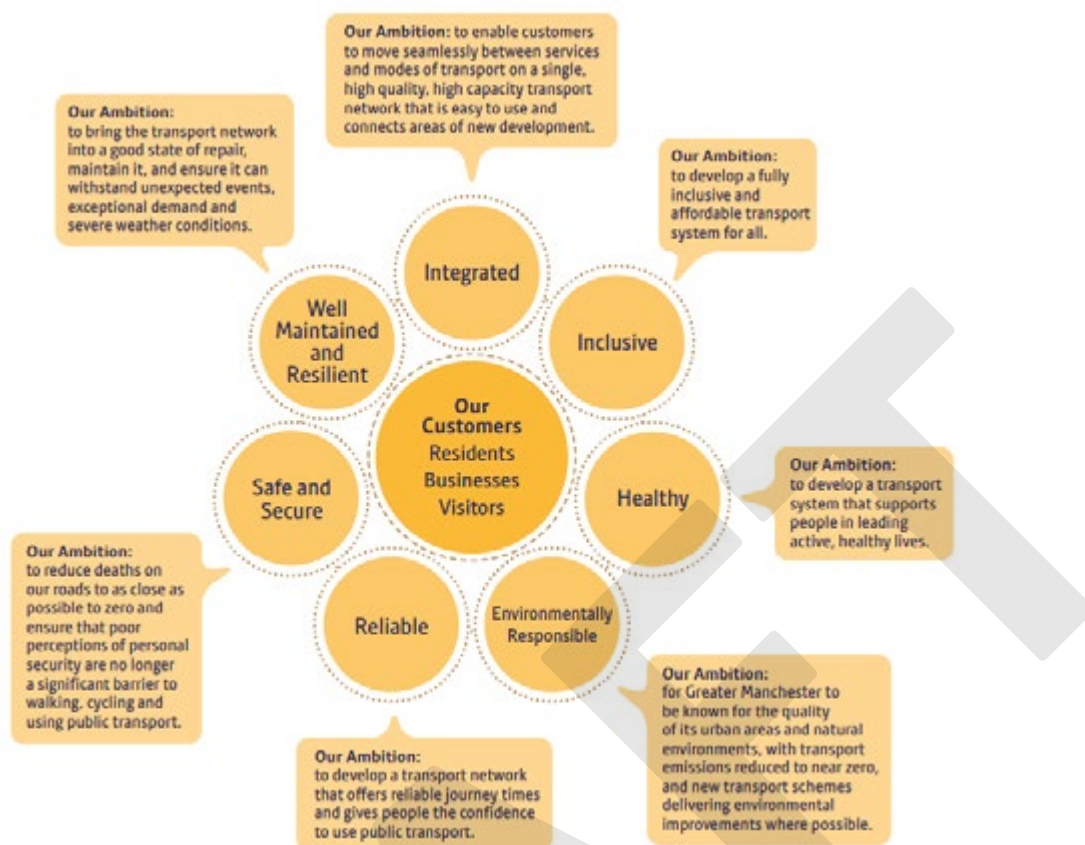 Our Ambition: to enable customers
to move seamlessly between services
and modes of transport on a single,
high quality, high capacity transport
network that is easy to use and
connects areas of new development.
Our Ambition:
to bring the transport network
into a good state of repair,
maintain it, and ensure it can
withstand unexpected events,
exceptional demand and
severe weather conditions.
Our Ambition:
to develop a fully
inclusive and
affordable transport
system for all.
Integrated
Well
Maintained
and
Resilient
Inclusive
Our
Customers
Residents
Businesses
Visitors
Safe and
Secure
Healthy
Our Ambition:
to develop a transport
system that supports
people in leading
active, healthy lives.
Our Ambition:
to reduce deaths on
our roads to as close as
possible to zero and
ensure that poor
perceptions of personal
security are no longer
a significant barrier to
walking, cycling and
using public transport.
Reliable
Environmentally
Responsible
Our Ambition:
for Greater Manchester to
be known for the quality
of its urban areas and natural
environments, with transport
emissions reduced to near zero,
and new transport schemes
delivering environmental
improvements where possible.
Our Ambition:
to develop a transport network
that offers reliable journey times
and gives people the confidence
to use public transport.